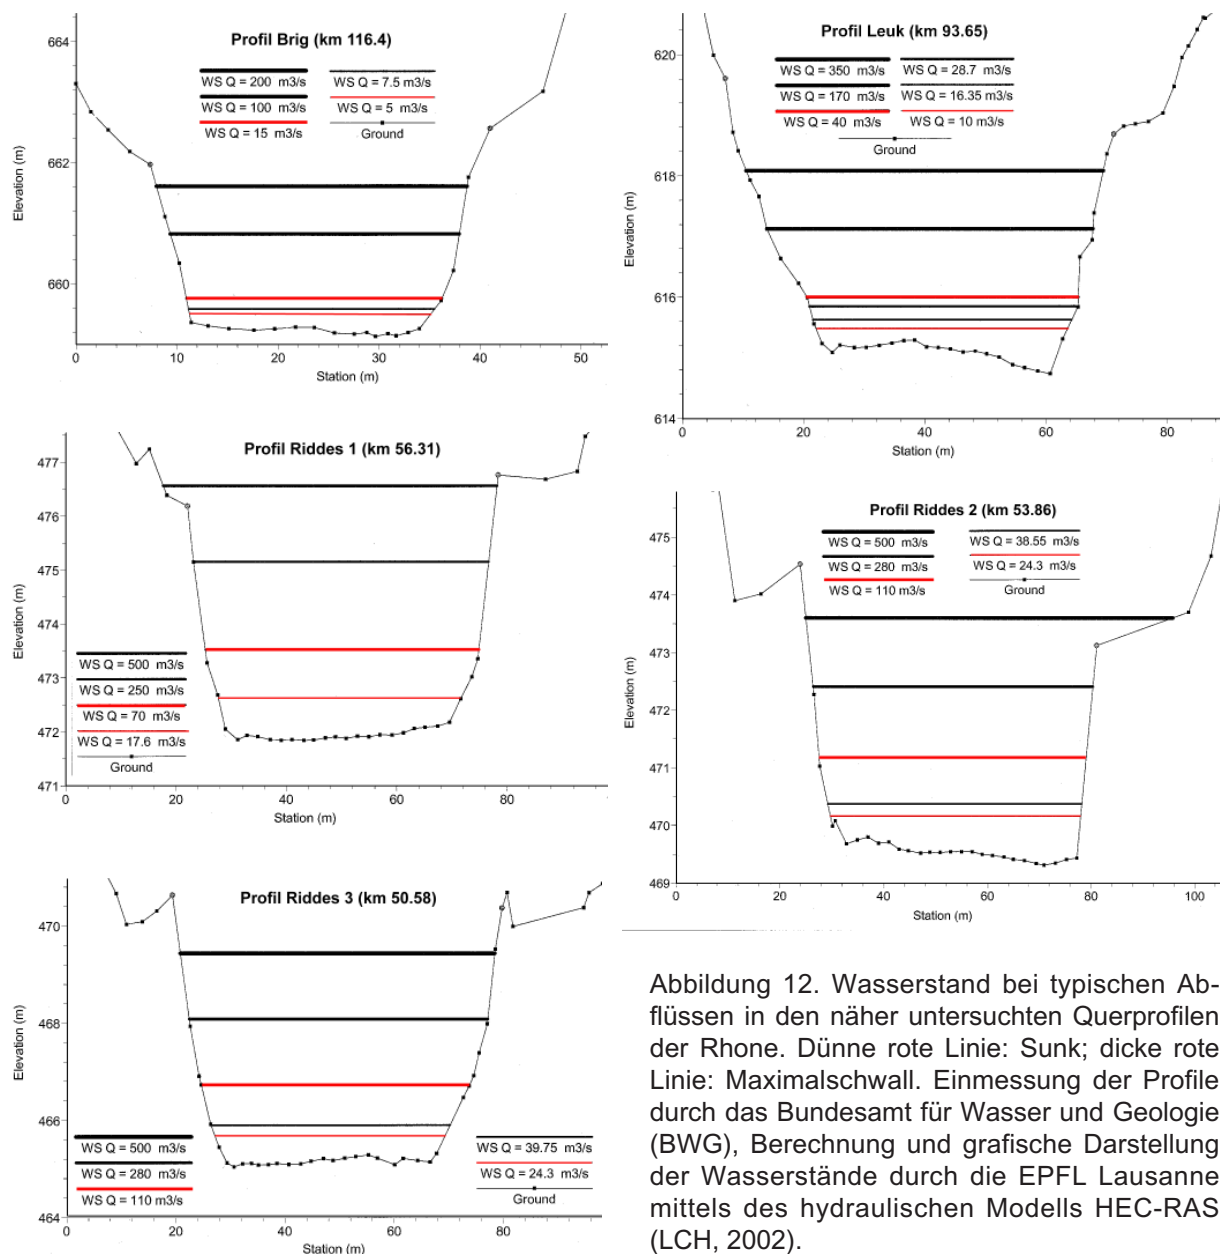 Profil Brig (km 116.4)
WS Q = 200 m3/s
WS Q = 7.5 m3/s
WS Q = 100 m3/s
WS Q = 5 m3/s
WS Q = 15 m3/s
Ground
Elevation (m)
664
662
660
0 10 20 30 40 50
Station (m)
Profil Leuk (km 93.65)
WS Q = 350 m3/s
WS Q = 28.7 m3/s
WS Q = 170 m3/s
WS Q = 16.35 m3/s
WS Q = 40 m3/s
WS Q = 10 m3/s
Ground
Elevation (m)
620
618
616
614
0 20 40 60 80
Station (m)
Profil Riddes 1 (km 56.31)
Elevation (m)
477
476
475
474
473
472
471
WS Q = 500 m3/s
WS Q = 250 m3/s
WS Q = 70 m3/s
WS Q = 17.6 m3/s
Ground
0 20 40 60 80
Station (m)
Profil Riddes 2 (km 53.86)
WS Q = 500 m3/s
WS Q = 38.55 m3/s
WS Q = 280 m3/s
WS Q = 24.3 m3/s
WS Q = 110 m3/s
Ground
Elevation (m)
475
474
473
472
471
470
469
0 20 40 60 80 100
Station (m)
Profil Riddes 3 (km 50.58)
Elevation (m)
470
468
466
464
WS Q = 500 m3/s
WS Q = 39.75 m3/s
WS Q = 280 m3/s
WS Q = 24.3 m3/s
WS Q = 110 m3/s
Ground
0 20 40 60 80
Station (m)
Abbildung 12. Wasserstand bei typischen Ab-
flüssen in den näher untersuchten Querprofilen
der Rhone. Dünne rote Linie: Sunk; dicke rote
Linie: Maximalschwall. Einmessung der Profile
durch das Bundesamt für Wasser und Geologie
(BWG), Berechnung und grafische Darstellung
der Wasserstände durch die EPFL Lausanne
mittels des hydraulischen Modells HEC-RAS
(LCH, 2002).